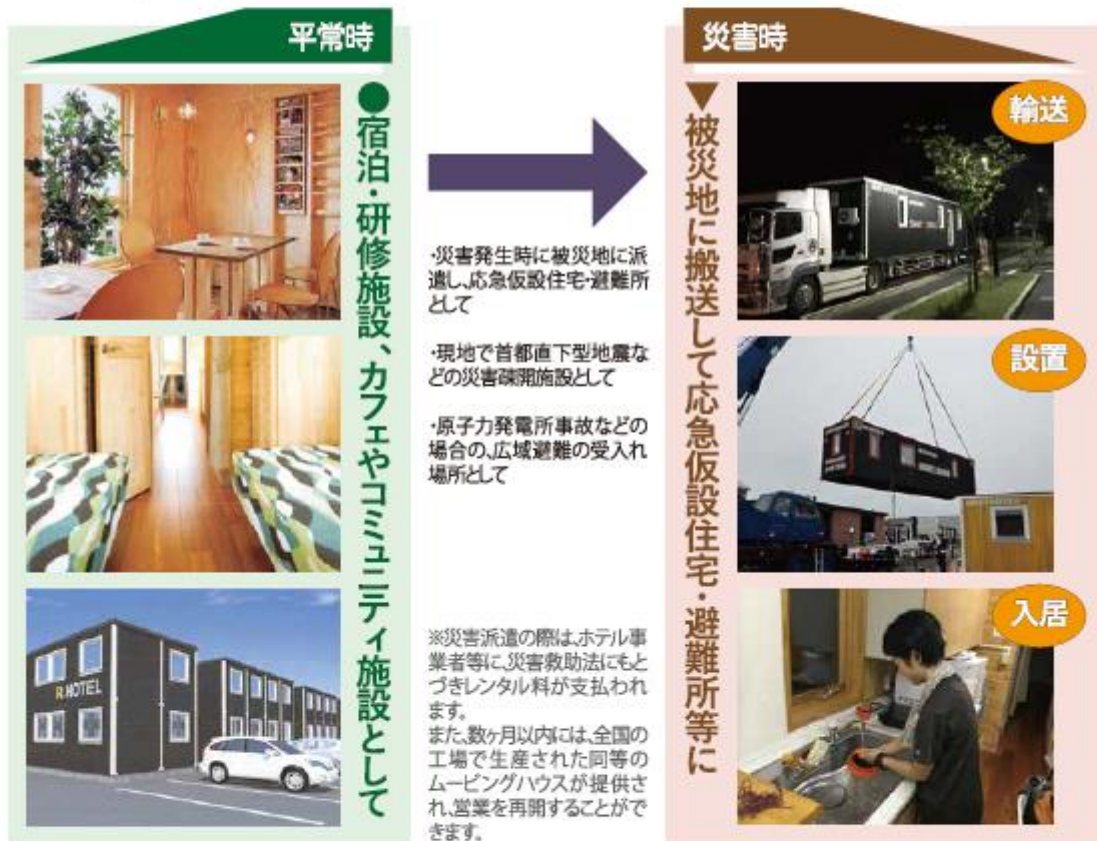 平常時
●宿泊・研修施設、カフェやコミュニティ施設として
R.HOTEL
・災害発生時に被災地に派
遣し、応急仮設住宅・避難所
として
・現地で首都直下型地震な
どの災害疎開施設として
・原子力発電所事故などの
場合の、広域避難の受入れ
場所として
※災害派遣の際は、ホテル事
業者等に、災害救助法にもと
づきレンタル料が支払われ
ます。
また、数ヶ月以内には、全国の
工場で生産された同等の
ムービングハウスが提供さ
れ、営業を再開することがで
きます。
災害時
▼被災地に搬送して応急仮設住宅・避難所等に
輸送
設置
入居